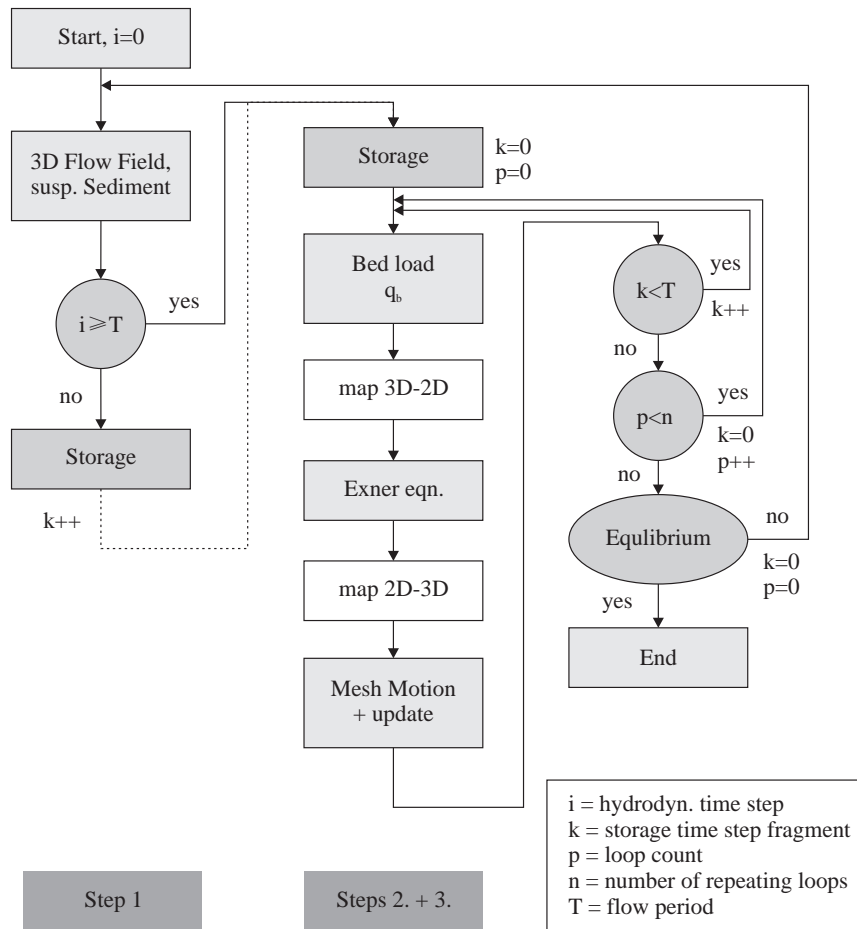 Start, i=0
3D Flow Field,
susp. Sediment
i⩾T
yes
no
Storage
k++
Storage
k=0
p=0
Bed load
q_b
map 3D-2D
Exner eqn.
map 2D-3D
Mesh Motion
+ update
k<T
yes
k++
no
p<n
yes
k=0
p++
no
Equlibrium
no
k=0
p=0
yes
End
i = hydrodyn. time step
k = storage time step fragment
p = loop count
n = number of repeating loops
T = flow period
Step 1
Steps 2. + 3.